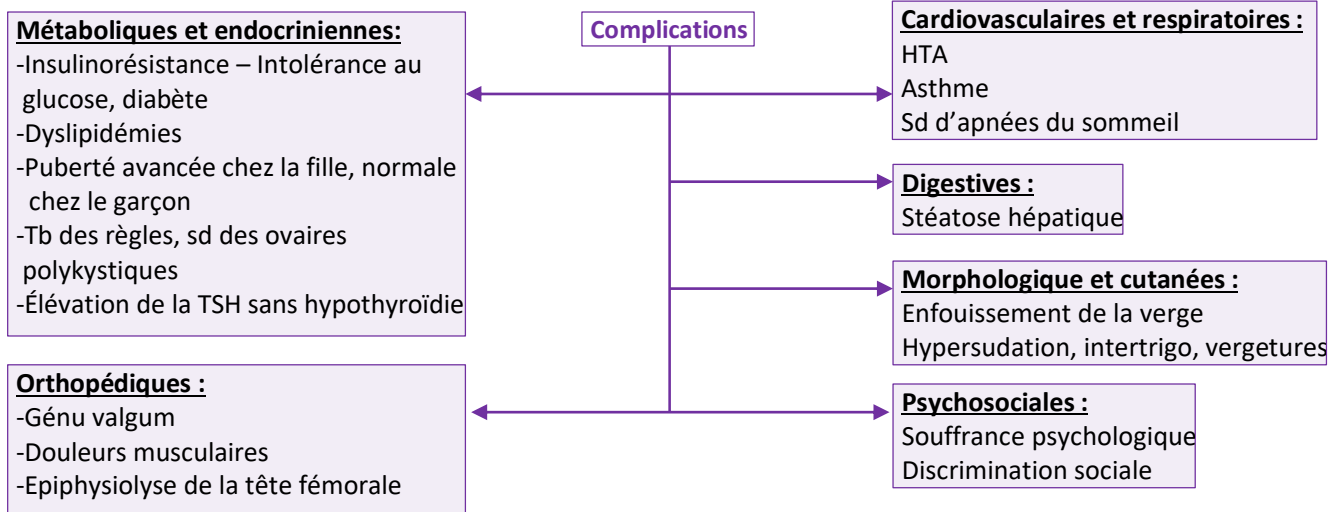 Complications
Métaboliques et endocriniennes:
-Insulinorésistance – Intolérance au
glucose, diabète
-Dyslipidémies
-Puberté avancée chez la fille, normale
chez le garçon
-Tb des règles, sd des ovaires
polykystiques
-Élévation de la TSH sans hypothyroïdie
Orthopédiques :
-Génu valgum
-Douleurs musculaires
-Epiphysiolyse de la tête fémorale
Cardiovasculaires et respiratoires :
HTA
Asthme
Sd d’apnées du sommeil
Digestives :
Stéatose hépatique
Morphologique et cutanées :
Enfouissement de la verge
Hypersudation, intertrigo, vergetures
Psychosociales :
Souffrance psychologique
Discrimination sociale